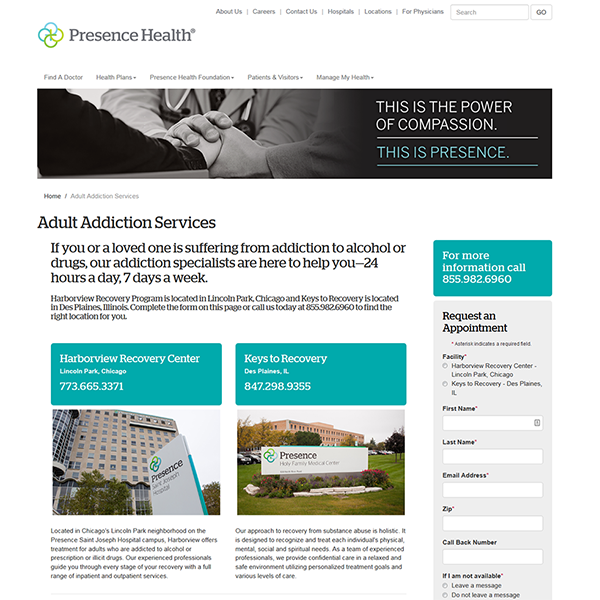 About Us | Careers | Contact Us | Hospitals | Locations | For Physicians
Search
GO
Presence Health®
Find A Doctor Health Plans Presence Health Foundation Patients & Visitors Manage My Health
THIS IS THE POWER
OF COMPASSION.
THIS IS PRESENCE.
Home / Adult Addiction Services
Adult Addiction Services
If you or a loved one is suffering from addiction to alcohol or
drugs, our addiction specialists are here to help you—24
hours a day, 7 days a week.
Harborview Recovery Program is located in Lincoln Park, Chicago and Keys to Recovery is located
in Des Plaines, Illinois. Complete the form on this page or call us today at 855.982.6960 to find the
right location for you.
Harborview Recovery Center
Lincoln Park, Chicago
773.665.3371
Presence
Saint Joseph
Hospital
Located in Chicago's Lincoln Park neighborhood on the
Presence Saint Joseph Hospital campus, Harborview offers
treatment for adults who are addicted to alcohol or
prescription or illicit drugs. Our experienced professionals
guide you through every stage of your recovery with a full
range of inpatient and outpatient services.
Keys to Recovery
Des Plaines, IL
847.298.9355
Presence
Holy Family Medical Center
Our approach to recovery from substance abuse is holistic. It
is designed to recognize and treat each individual's physical,
mental, social and spiritual needs. As a team of experienced
professionals, we provide confidential care in a relaxed and
safe environment utilizing personalized treatment goals and
various levels of care.
For more
information call
855.982.6960
Request an
Appointment
* Asterisk indicates a required field.
Facility*
Harborview Recovery Center -
Lincoln Park, Chicago
Keys to Recovery - Des Plaines,
IL
First Name*
Last Name*
Email Address*
Zip*
Call Back Number
If I am not available*
Leave a message
Do not leave a message